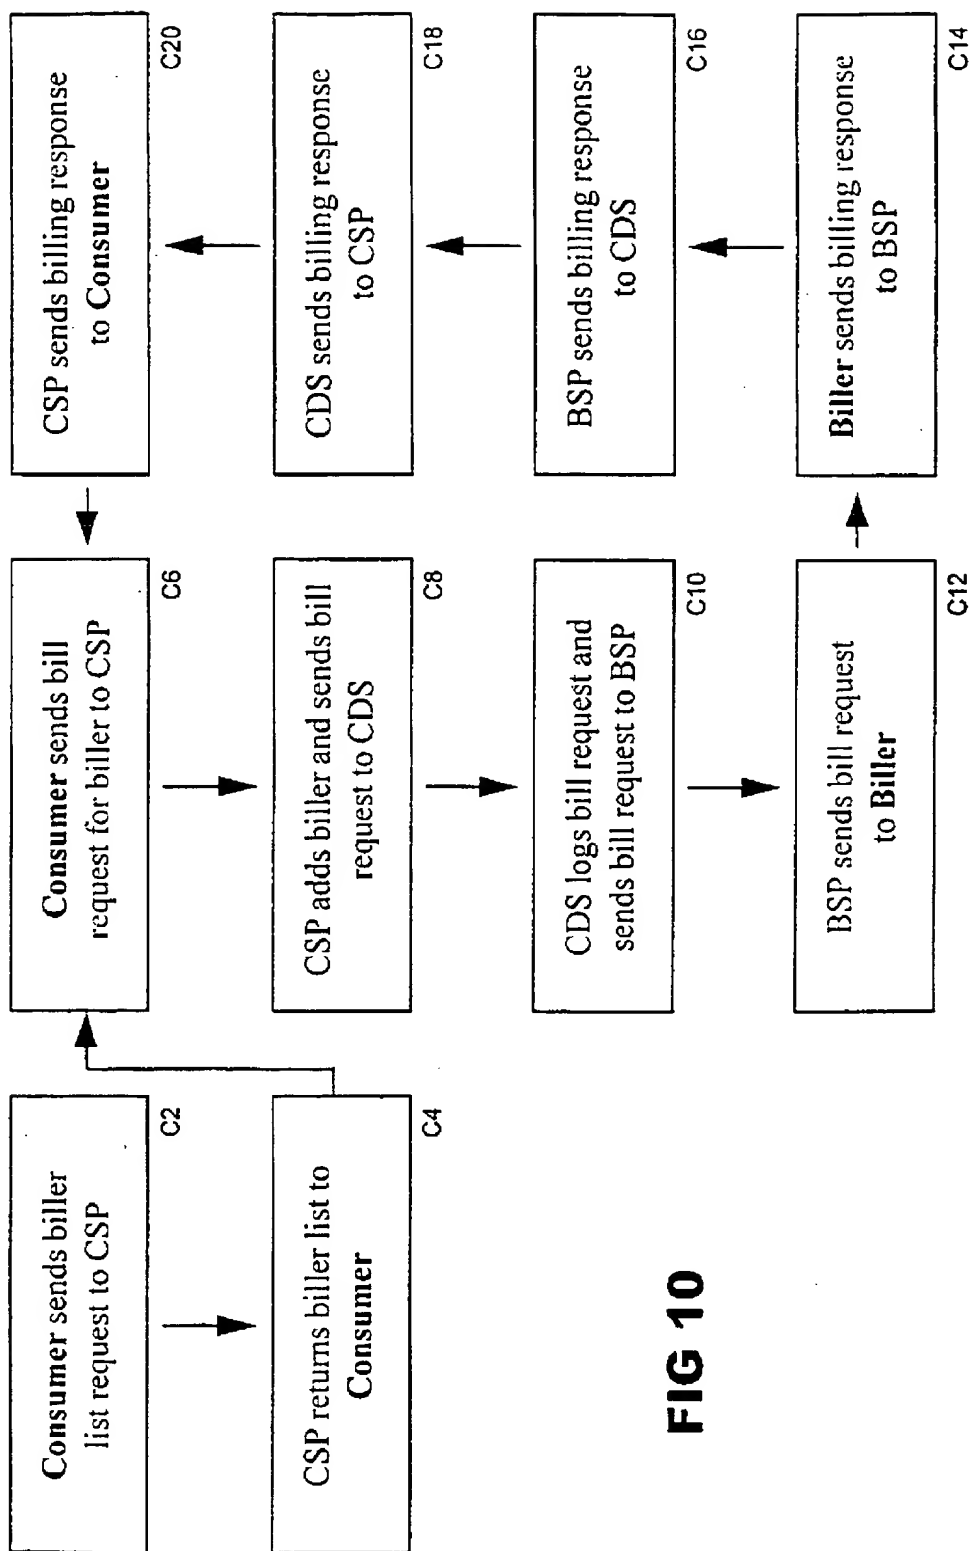 Consumer sends biller
list request to CSP
C2
CSP returns biller list to
Consumer
C4
Consumer sends bill
request for biller to CSP
C6
CSP adds biller and sends bill
request to CDS
C8
CDS logs bill request and
sends bill request to BSP
C10
BSP sends bill request
to Biller
C12
Biller sends billing response
to BSP
C14
BSP sends billing response
to CDS
C16
CDS sends billing response
to CSP
C18
CSP sends billing response
to Consumer
C20
FIG 10